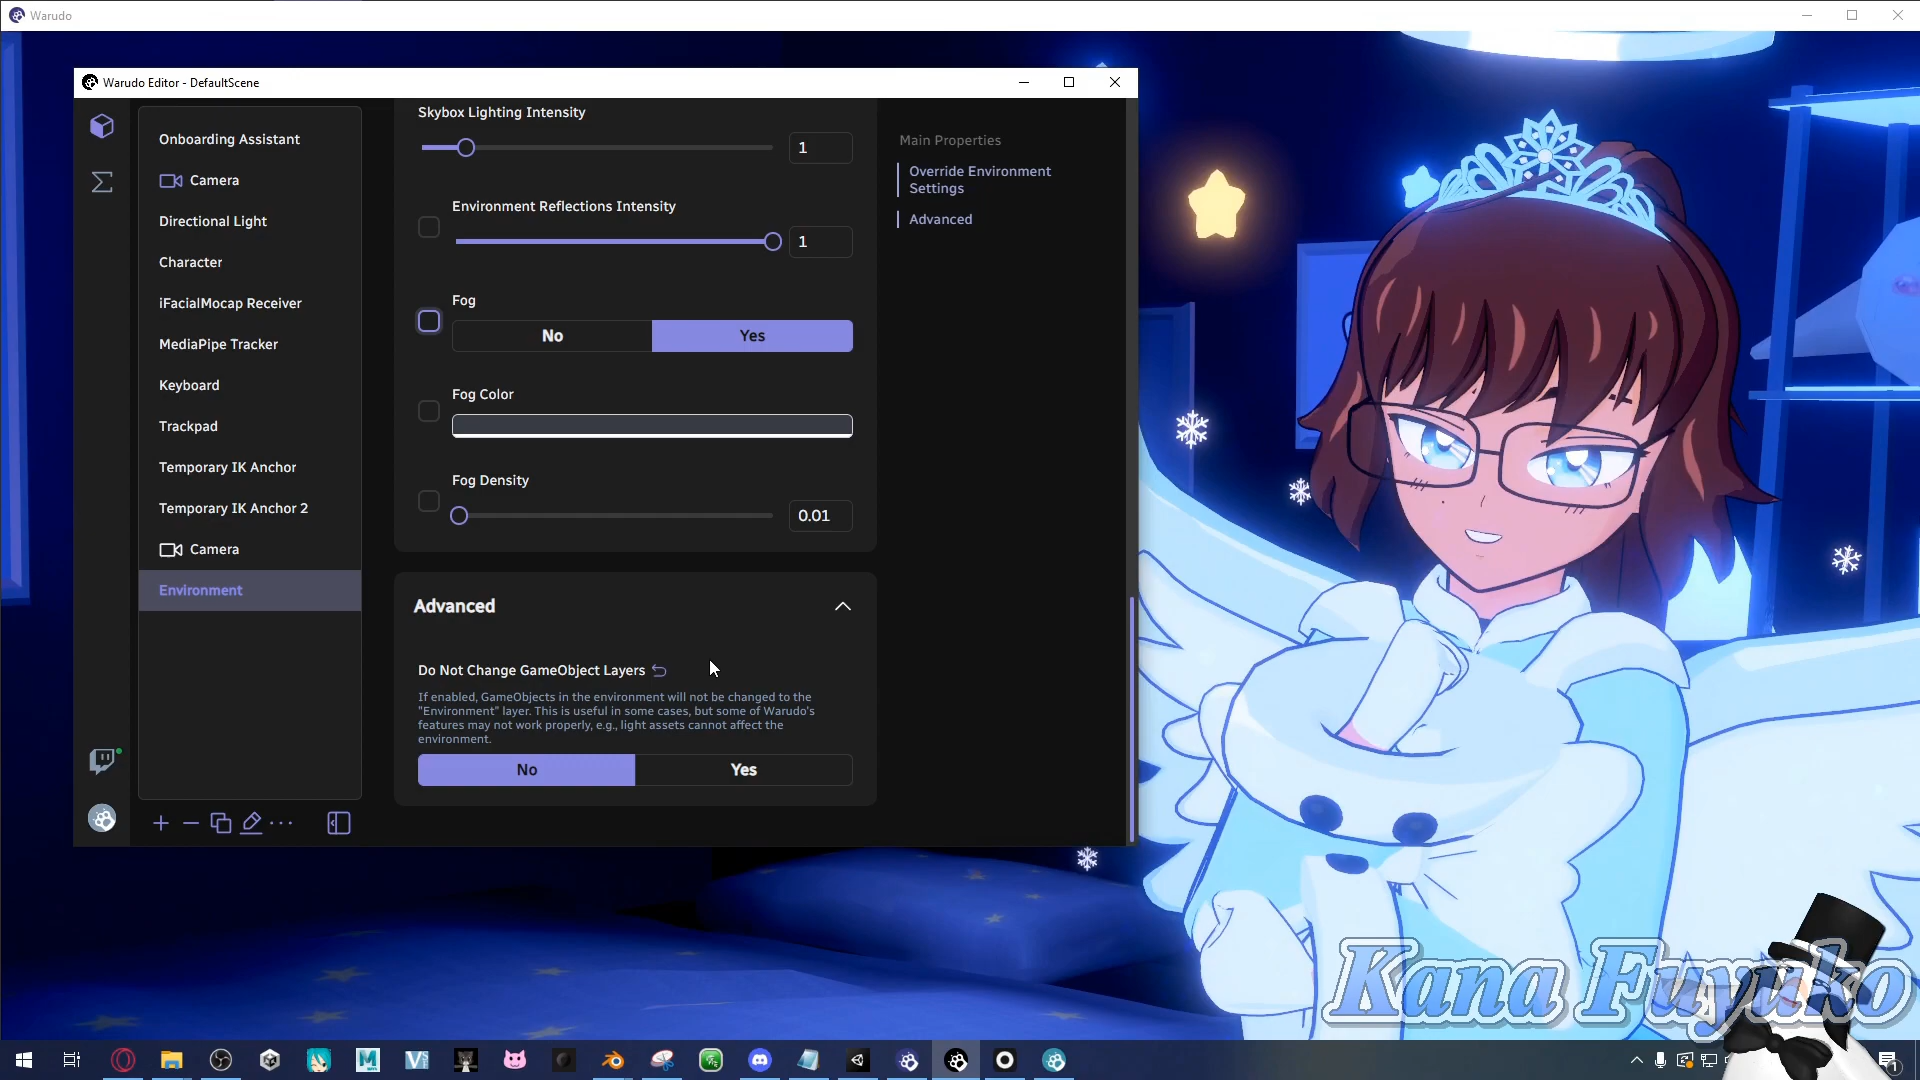 Warudo
Warudo Editor - DefaultScene
Onboarding Assistant
Camera
Directional Light
Character
iFacialMocap Receiver
MediaPipe Tracker
Keyboard
Trackpad
Temporary IK Anchor
Temporary IK Anchor 2
Camera
Environment
Skybox Lighting Intensity
1
Environment Reflections Intensity
1
Fog
No
Yes
Fog Color
Fog Density
0.01
Advanced
Do Not Change GameObject Layers
If enabled, GameObjects in the environment will not be changed to the
"Environment" layer. This is useful in some cases, but some of Warudo's
features may not work properly, e.g., light assets cannot affect the
environment.
No
Yes
Main Properties
Override Environment
Settings
Advanced
Kana Fuyuko